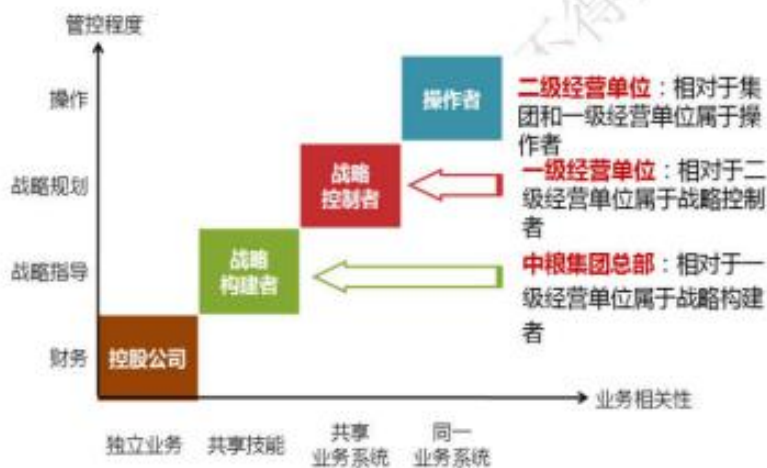 管控程度
操作
战略规划
战略指导
财务
操作者
战略
控制者
战略
构建者
控股公司
二级经营单位：相对于集
团和一级经营单位属于操
作者
一级经营单位：相对于二
级经营单位属于战略控制
者
中粮集团总部：相对于一
级经营单位属于战略构建
者
业务相关性
独立业务
共享技能
共享
业务系统
同一
业务系统
不得